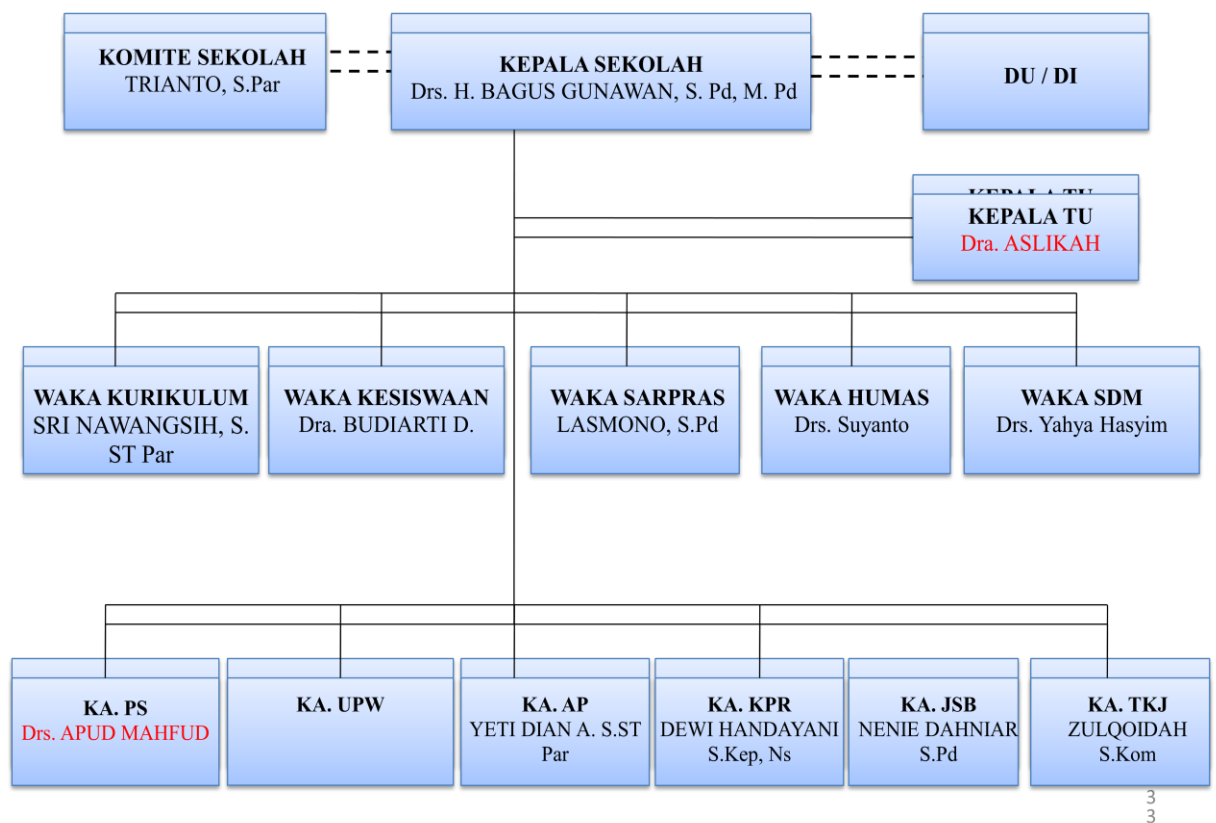 KOMITE SEKOLAH
TRIANTO, S.Par
KEPALA SEKOLAH
Drs. H. BAGUS GUNAWAN, S. Pd, M. Pd
DU / DI
KEPALA TU
KEPALA TU
Dra. ASLIKAH
WAKA KURIKULUM
SRI NAWANGSIH, S.
ST Par
WAKA KESISWAAN
Dra. BUDIARTI D.
WAKA SARPRAS
LASMONO, S.Pd
WAKA HUMAS
Drs. Suyanto
WAKA SDM
Drs. Yahya Hasyim
KA. PS
Drs. APUD MAHFUD
KA. UPW
KA. AP
YETI DIAN A. S.ST
Par
KA. KPR
DEWI HANDAYANI
S.Kep, Ns
KA. JSB
NENIE DAHNIAR
S.Pd
KA. TKJ
ZULQOIDAH
S.Kom
3
3